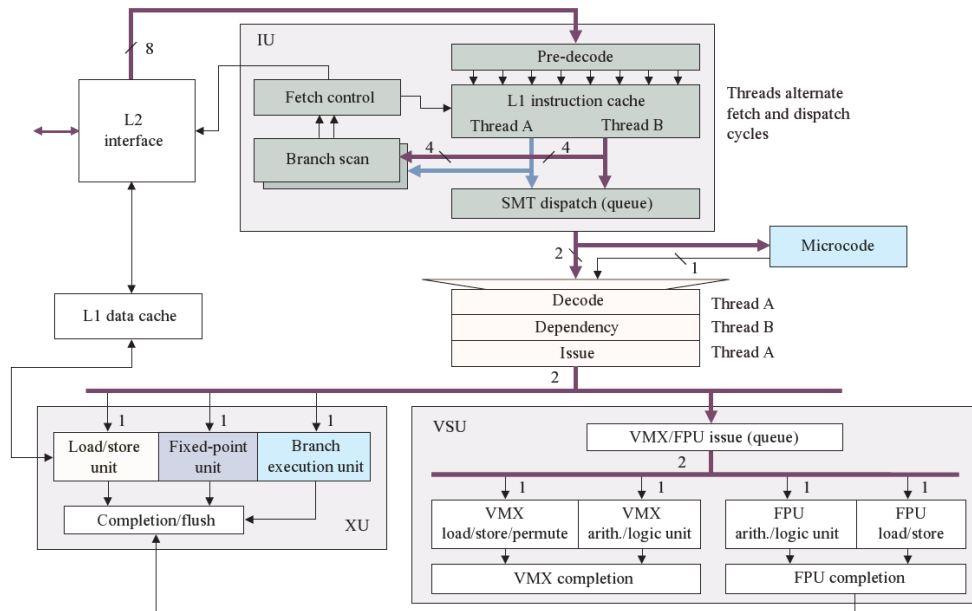 8
IU
Pre-decode
L2
interface
Fetch control
L1 instruction cache
Thread A
Thread B
Threads alternate
fetch and dispatch
cycles
Branch scan
4
4
SMT dispatch (queue)
2
1
Microcode
Decode
Thread A
L1 data cache
Dependency
Thread B
Issue
Thread A
2
1
1
1
VSU
VMX/FPU issue (queue)
Load/store
unit
Fixed-point
unit
Branch
execution unit
2
1
1
1
1
Completion/flush
XU
VMX
load/store/permute
VMX
arith./logic unit
FPU
arith./logic unit
FPU
load/store
VMX completion
FPU completion